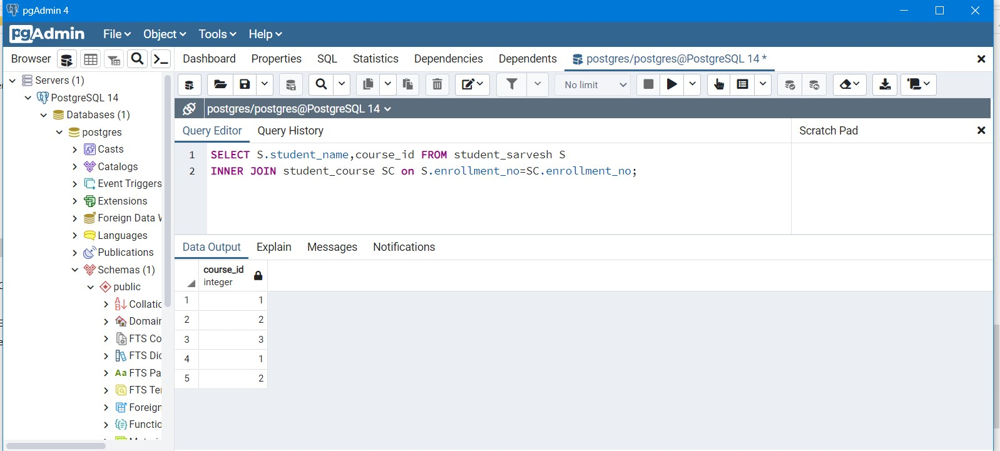 pgAdmin 4
pgAdmin File Object Tools Help
Browser Dashboard Properties SQL Statistics Dependencies Dependents postgres/postgres@PostgreSQL 14 *
Servers (1)
PostgreSQL 14
Databases (1)
postgres
Casts
Catalogs
Event Triggers
Extensions
Foreign Data
Languages
Publications
Schemas (1)
public
Collatic
Domair
FTS Co
FTS Dic
Aa FTS Pa
FTS Te
Foreign
Functio
No limit
postgres/postgres@PostgreSQL 14
Query Editor Query History Scratch Pad
1 SELECT S.student_name,course_id FROM student_sarvesh S
2 INNER JOIN student_course SC on S.enrollment_no=SC.enrollment_no;
Data Output Explain Messages Notifications
course_id
integer
1 1
2 2
3 3
4 1
5 2